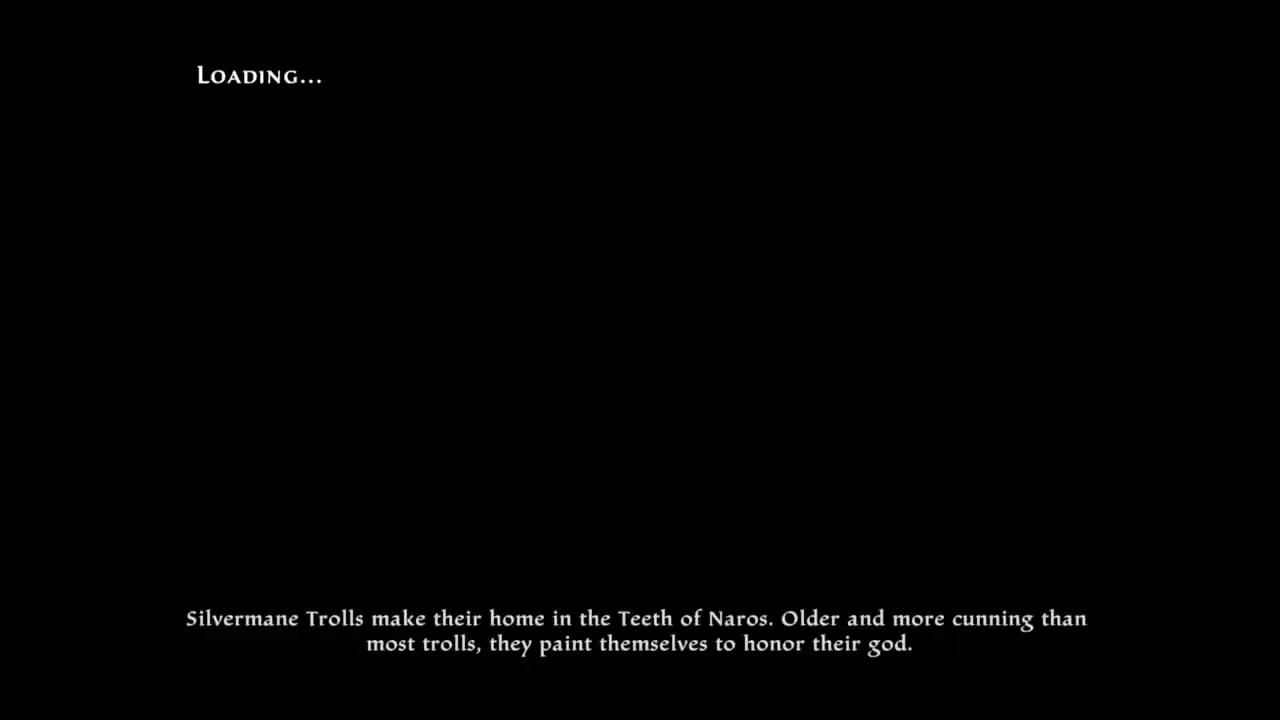 Loading...
Silvermane Trolls make their home in the Teeth of Naros. Older and more cunning than
most trolls, they paint themselves to honor their god.